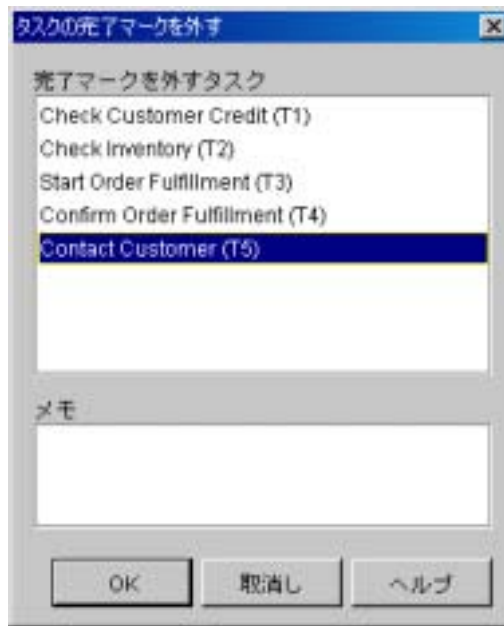 タスクの完了マークを外す
完了マークを外すタスク
Check Customer Credit (T1)
Check Inventory (T2)
Start Order Fulfillment (T3)
Confirm Order Fulfillment (T4)
Contact Customer (T5)
メモ
OK 取消し ヘルプ